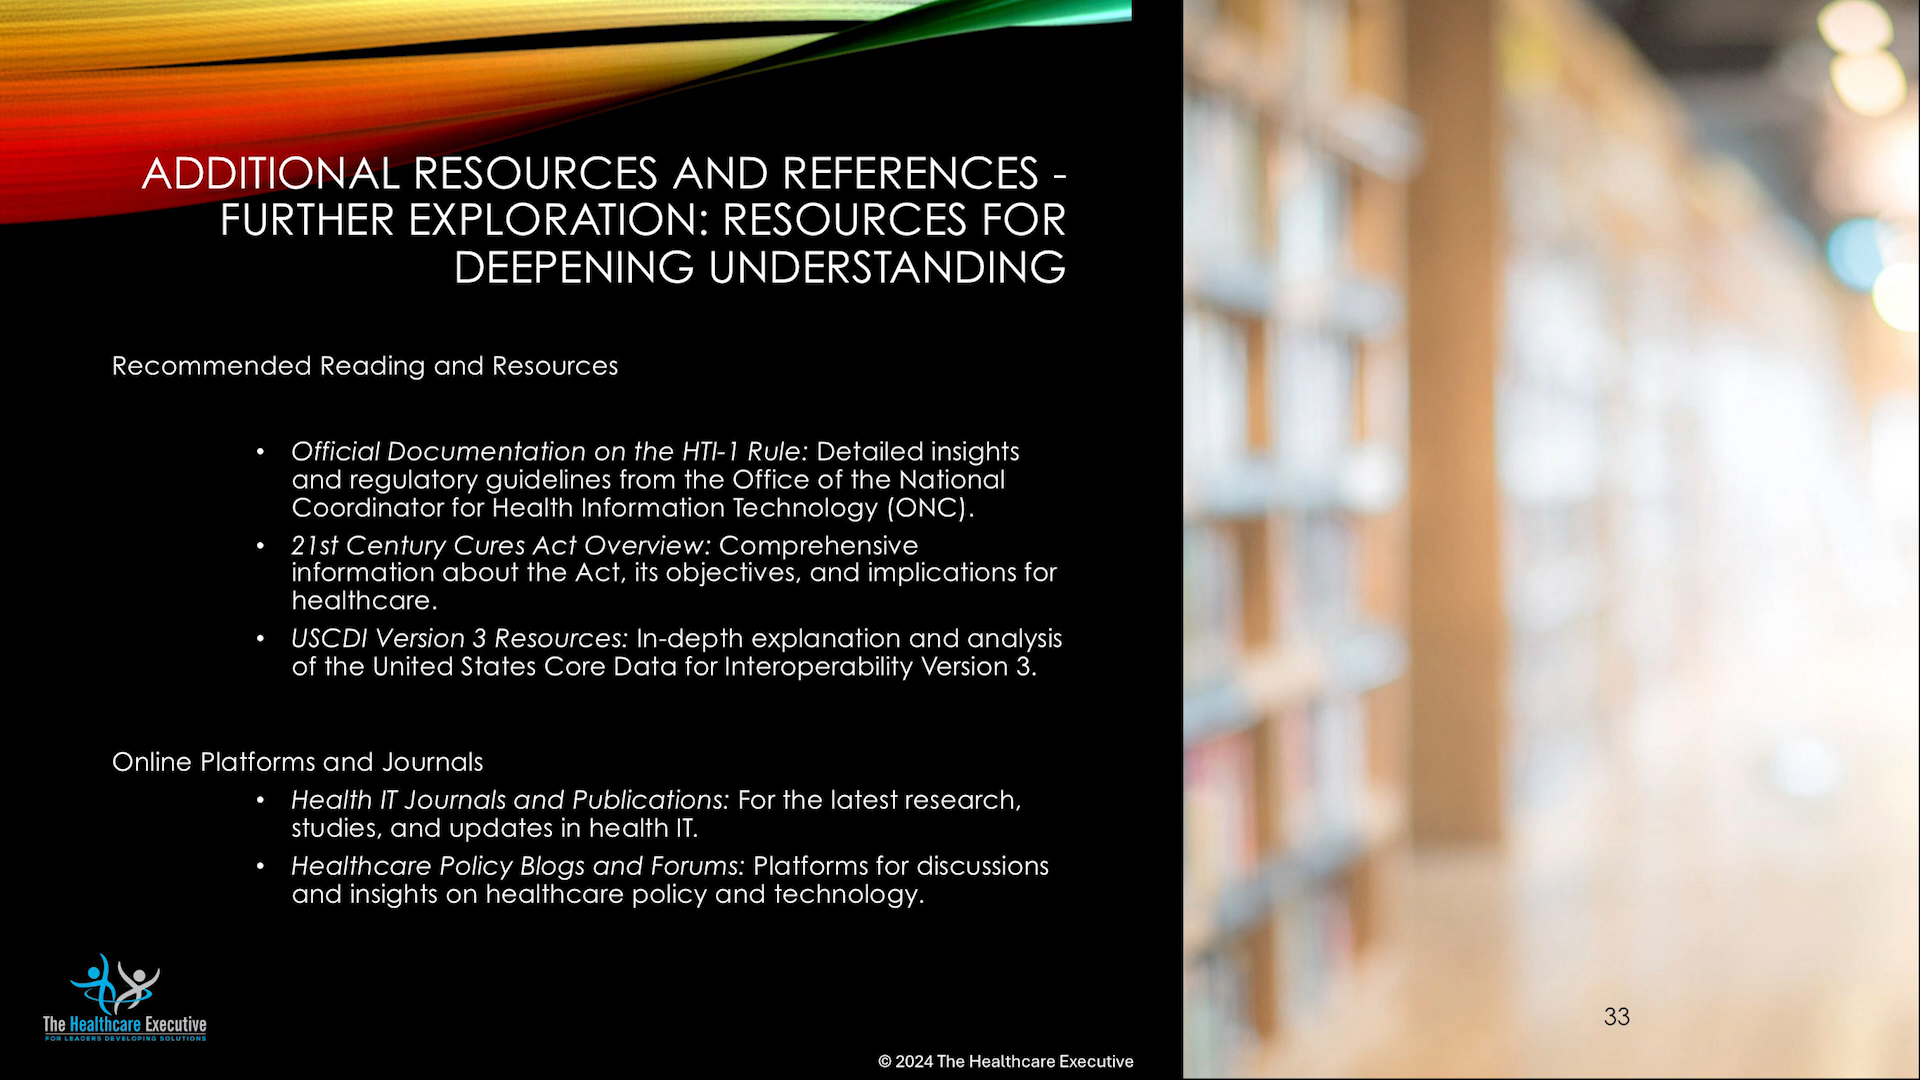 ADDITIONAL RESOURCES AND REFERENCES -
FURTHER EXPLORATION: RESOURCES FOR
DEEPENING UNDERSTANDING
Recommended Reading and Resources
• Official Documentation on the HTI-1 Rule: Detailed insights
and regulatory guidelines from the Office of the National
Coordinator for Health Information Technology (ONC).
• 21st Century Cures Act Overview: Comprehensive
information about the Act, its objectives, and implications for
healthcare.
• USCDI Version 3 Resources: In-depth explanation and analysis
of the United States Core Data for Interoperability Version 3.
Online Platforms and Journals
• Health IT Journals and Publications: For the latest research,
studies, and updates in health IT.
• Healthcare Policy Blogs and Forums: Platforms for discussions
and insights on healthcare policy and technology.
The Healthcare Executive
FOR LEADERS DEVELOPING SOLUTIONS
© 2024 The Healthcare Executive
33